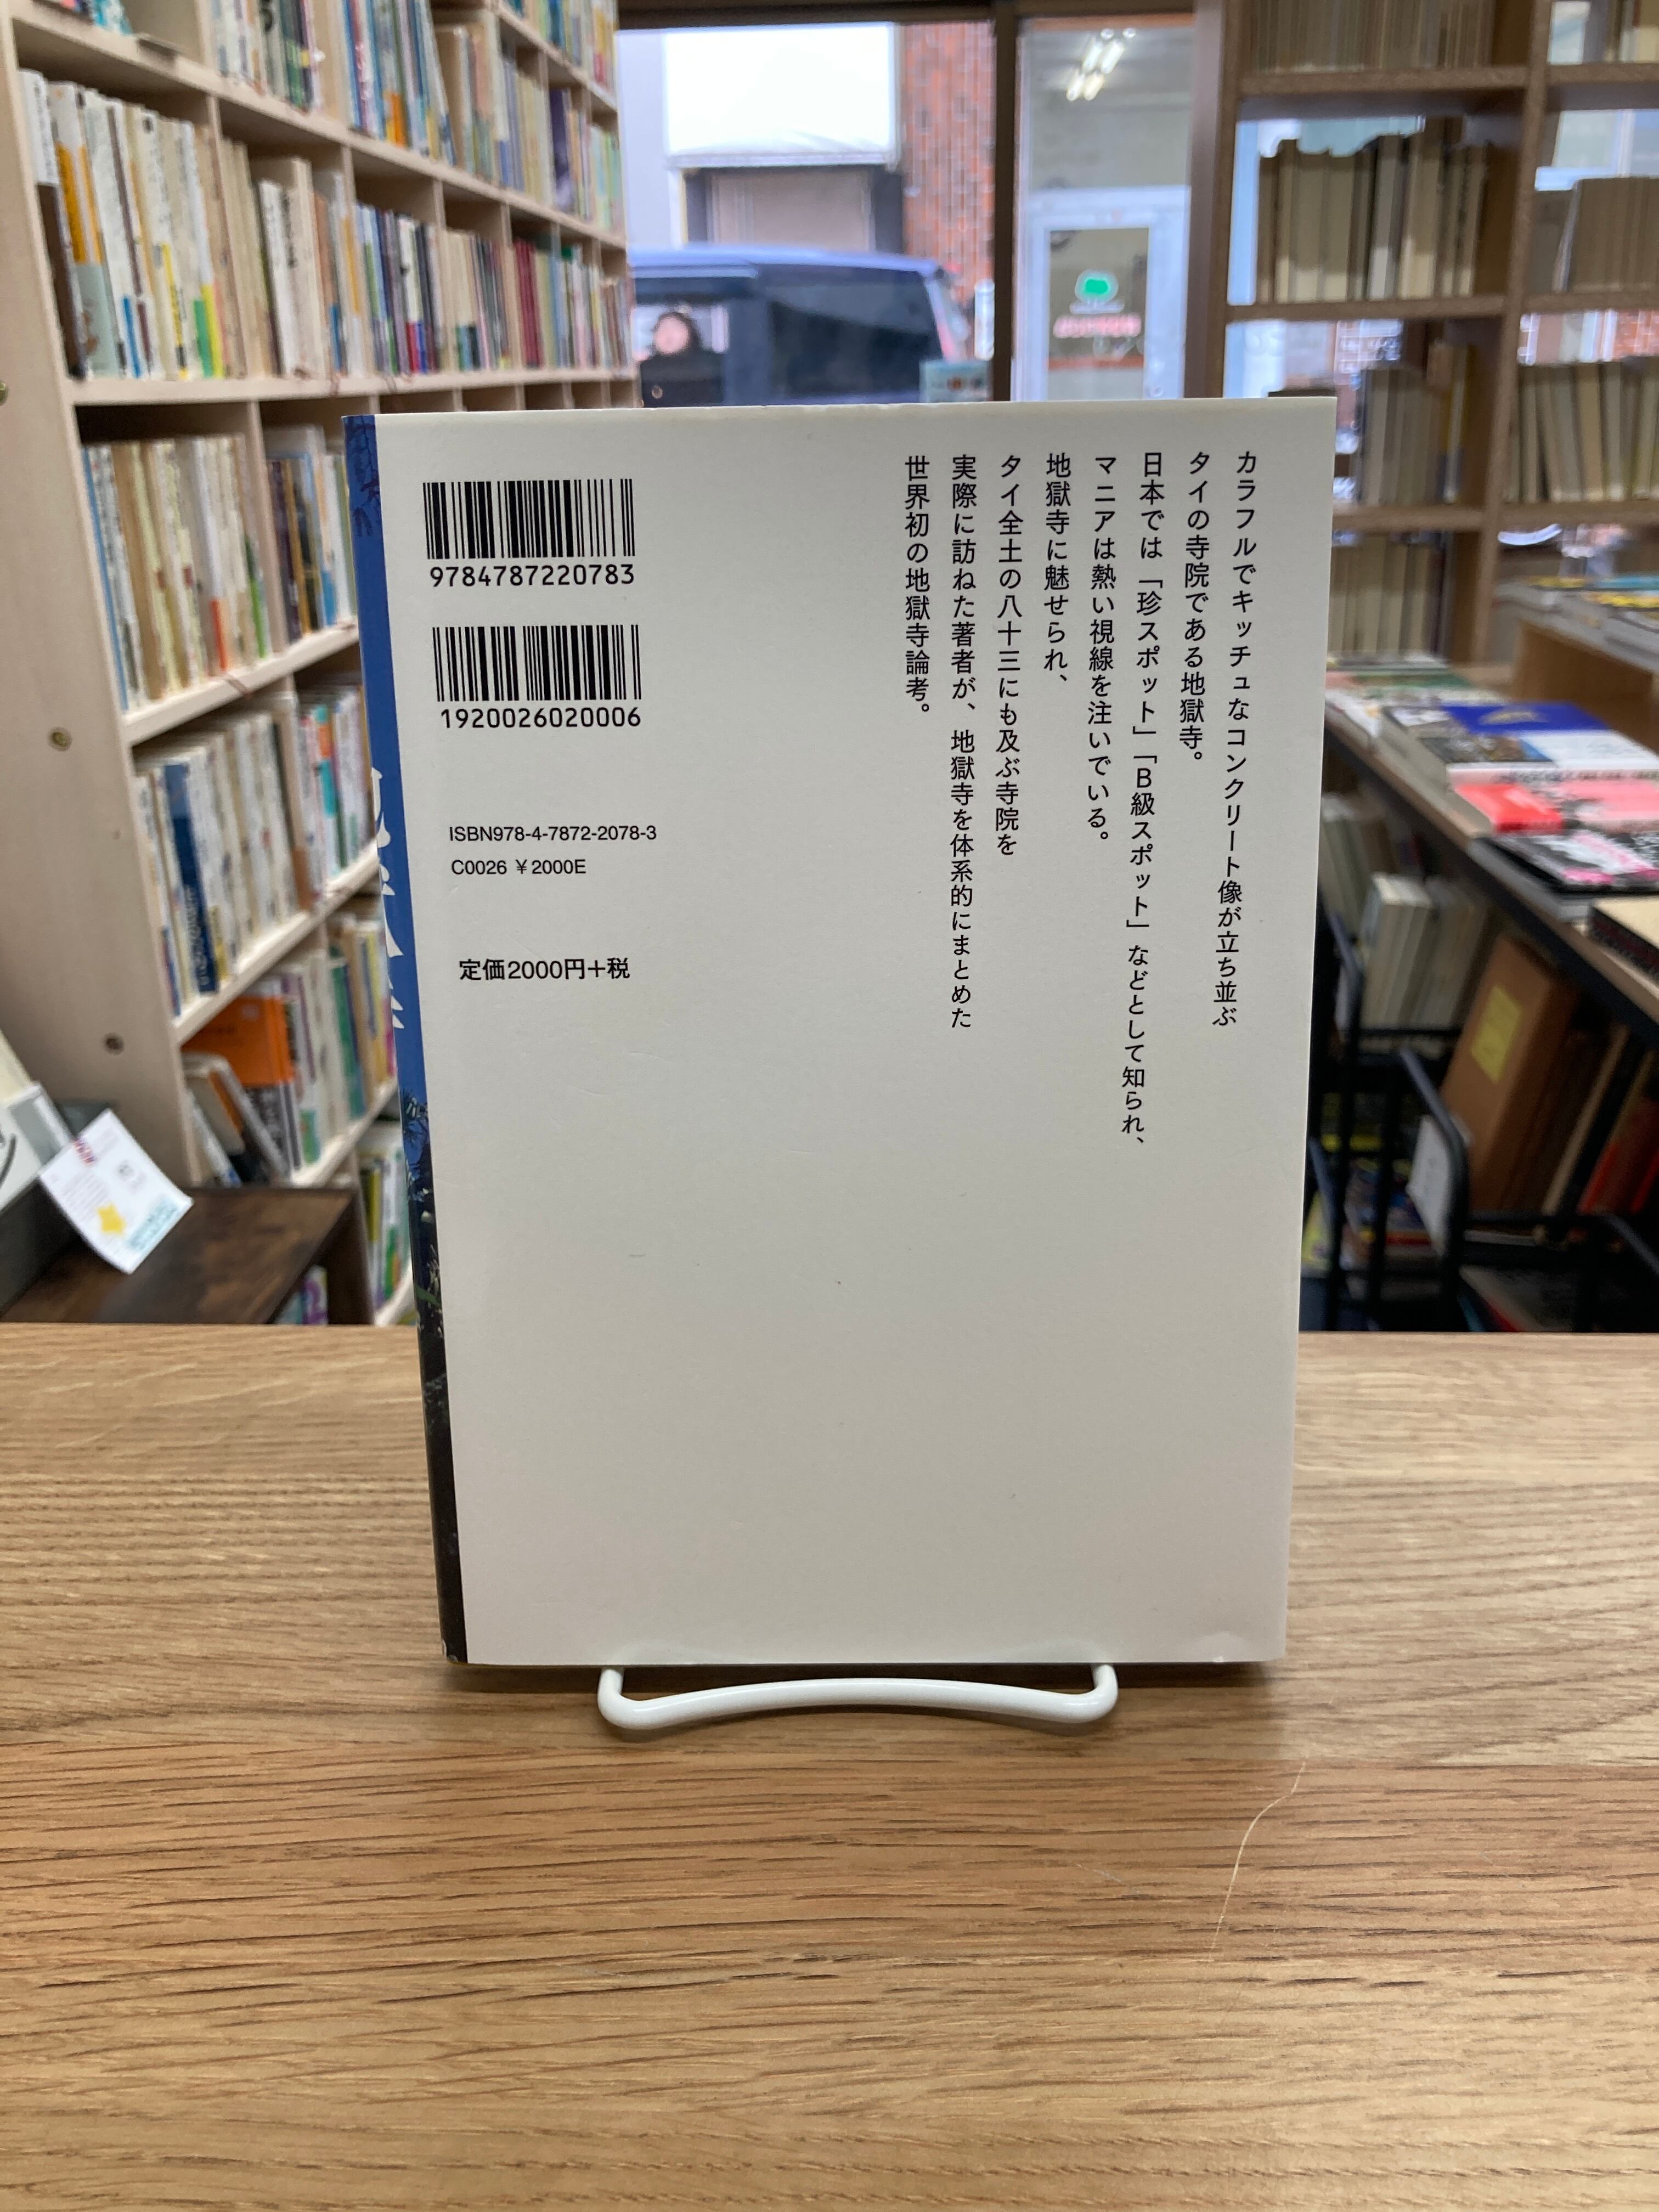 カラフルでキッチュなコンクリート像が立ち並ぶ
タイの寺院である地獄寺。
日本では「珍スポット」「B級スポット」などとして知られ、
マニアは熱い視線を注いでいる。
地獄寺に魅せられ、
タイ全土の八十三にも及ぶ寺院を
実際に訪ねた著者が、地獄寺を体系的にまとめた
世界初の地獄寺論考。
9784787220783
1920026020006
ISBN978-4-7872-2078-3
C0026 ¥2000E
定価2000円+税